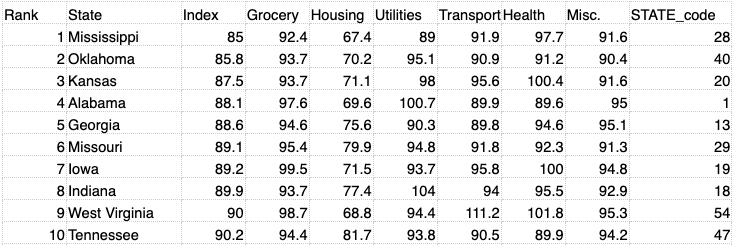 Rank State Index Grocery Housing Utilities Transport Health Misc. STATE_code
1 Mississippi 85 92.4 67.4 89 91.9 97.7 91.6 28
2 Oklahoma 85.8 93.7 70.2 95.1 90.9 91.2 90.4 40
3 Kansas 87.5 93.7 71.1 98 95.6 100.4 91.6 20
4 Alabama 88.1 97.6 69.6 100.7 89.9 89.6 95 1
5 Georgia 88.6 94.6 75.6 90.3 89.8 94.6 95.1 13
6 Missouri 89.1 95.4 79.9 94.8 91.8 92.3 91.3 29
7 Iowa 89.2 99.5 71.5 93.7 95.8 100 94.8 19
8 Indiana 89.9 93.7 77.4 104 94 95.5 92.9 18
9 West Virginia 90 98.7 68.8 94.4 111.2 101.8 95.3 54
10 Tennessee 90.2 94.4 81.7 93.8 90.5 89.9 94.2 47